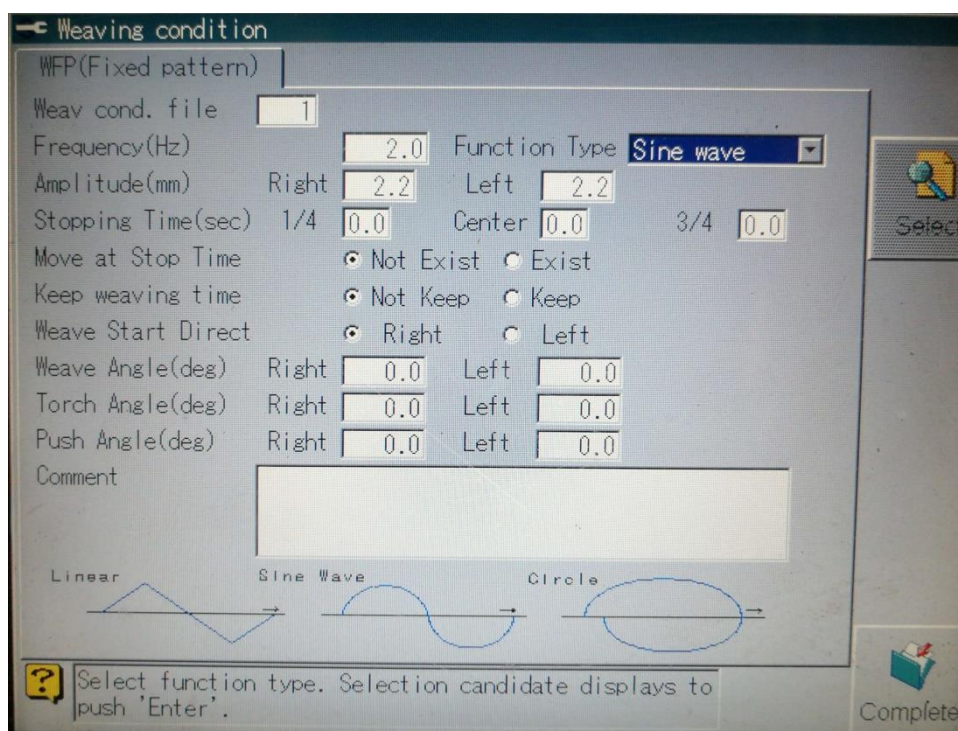 Weaving condition
WFP(Fixed pattern)
Weav cond. file 1
Frequency(Hz) 2.0 Function Type Sine wave
Amplitude(mm) Right 2.2 Left 2.2
Stopping Time(sec) 1/4 0.0 Center 0.0 3/4 0.0
Move at Stop Time Not Exist Exist
Keep weaving time Not Keep Keep
Weave Start Direct Right Left
Weave Angle(deg) Right 0.0 Left 0.0
Torch Angle(deg) Right 0.0 Left 0.0
Push Angle(deg) Right 0.0 Left 0.0
Comment
Linear Sine Wave Circle
Select function type. Selection candidate displays to
push 'Enter'.
Selec
Complete